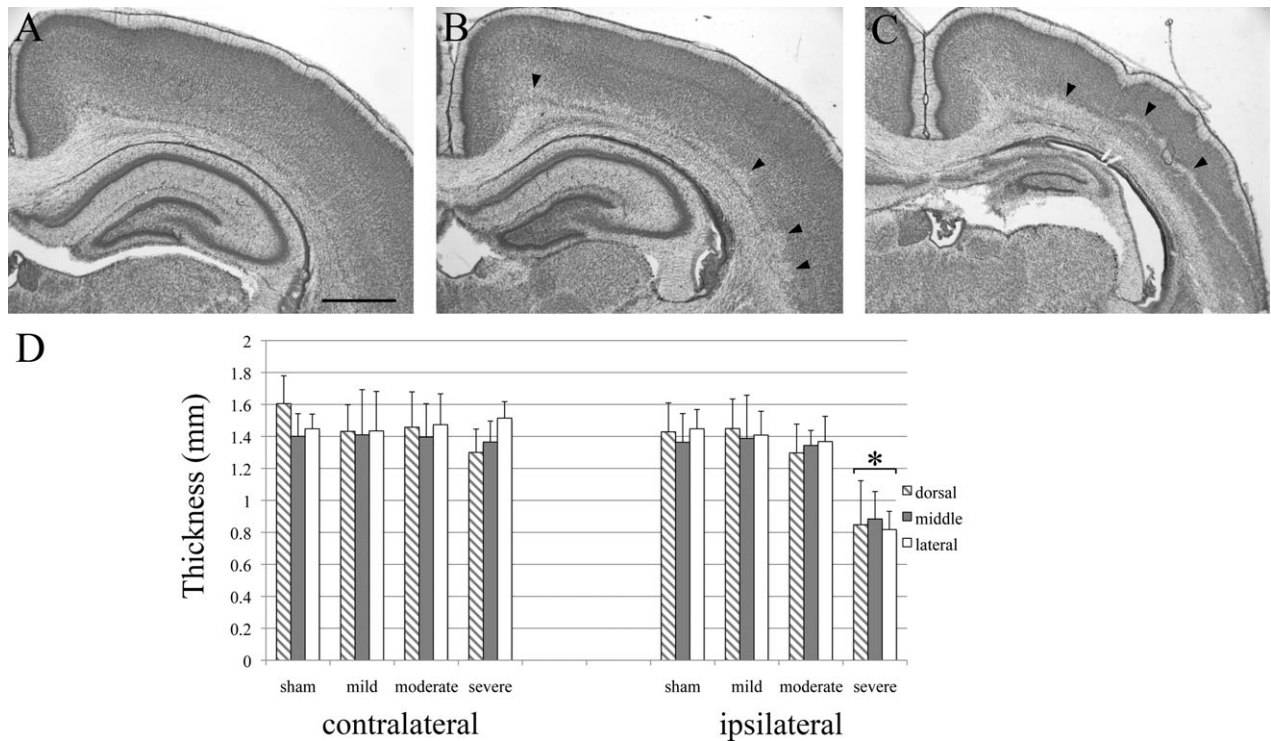 A
B
C
D
Thickness (mm)
2
1.8
1.6
1.4
1.2
1
0.8
0.6
0.4
0.2
0
*
dorsal
middle
lateral
sham mild moderate severe sham mild moderate severe
contralateral ipsilateral